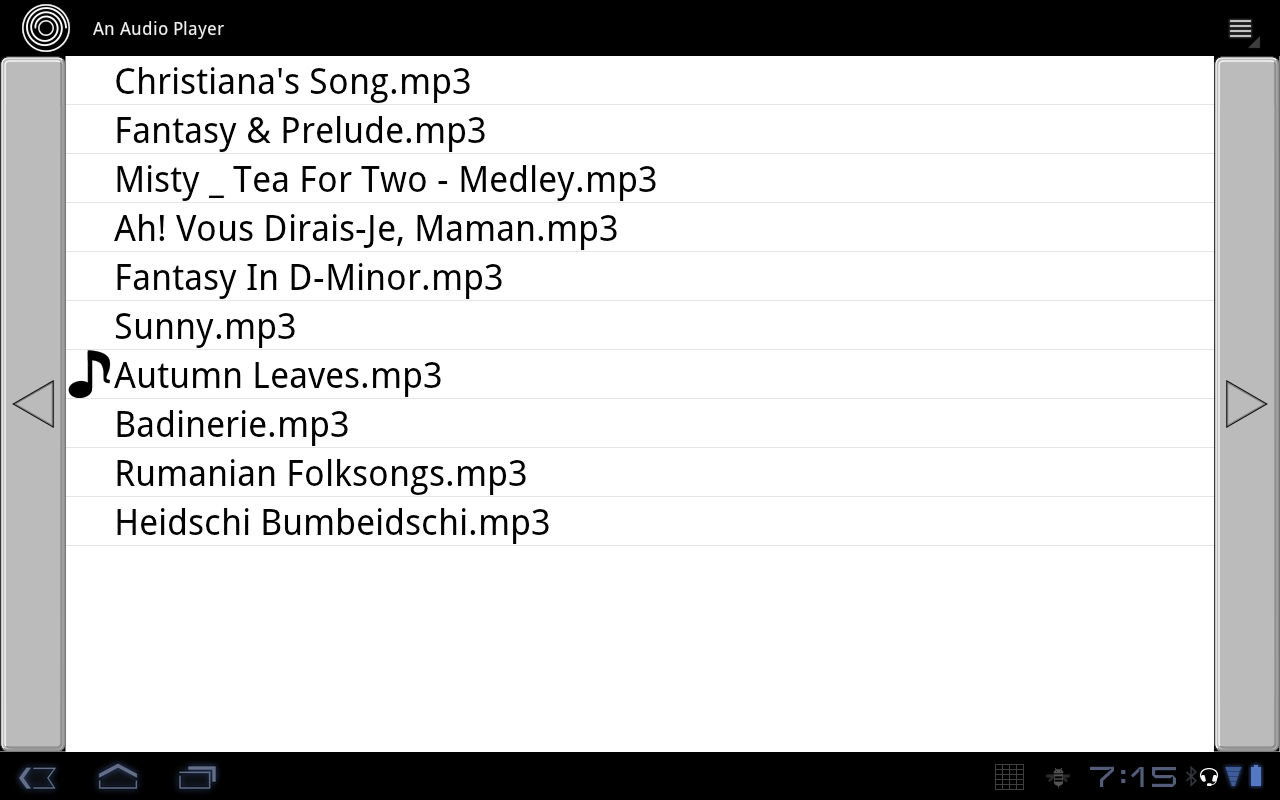 An Audio Player
Christiana's Song.mp3
Fantasy & Prelude.mp3
Misty _ Tea For Two - Medley.mp3
Ah! Vous Dirais-Je, Maman.mp3
Fantasy In D-Minor.mp3
Sunny.mp3
Autumn Leaves.mp3
Badinerie.mp3
Rumanian Folksongs.mp3
Heidschi Bumbeidschi.mp3
7:15